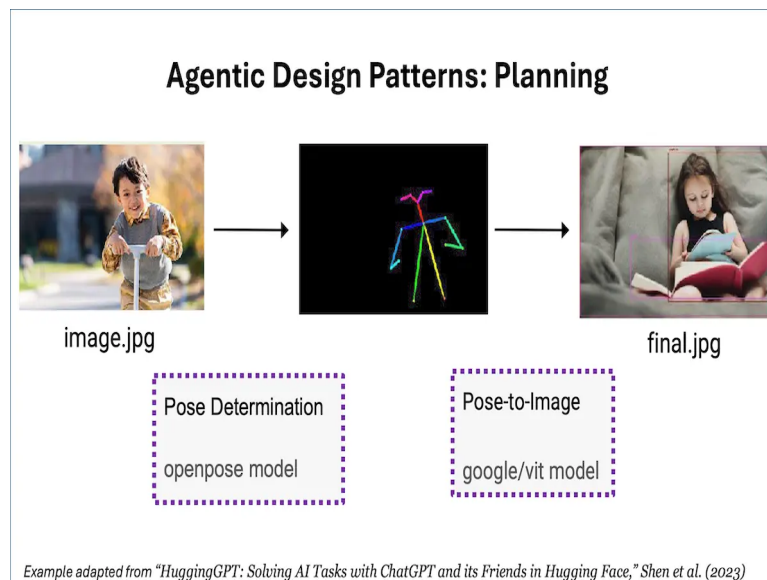 Agentic Design Patterns: Planning
image.jpg
final.jpg
Pose Determination
openpose model
Pose-to-Image
google/vit model
Example adapted from “HuggingGPT: Solving AI Tasks with ChatGPT and its Friends in Hugging Face,” Shen et al. (2023)